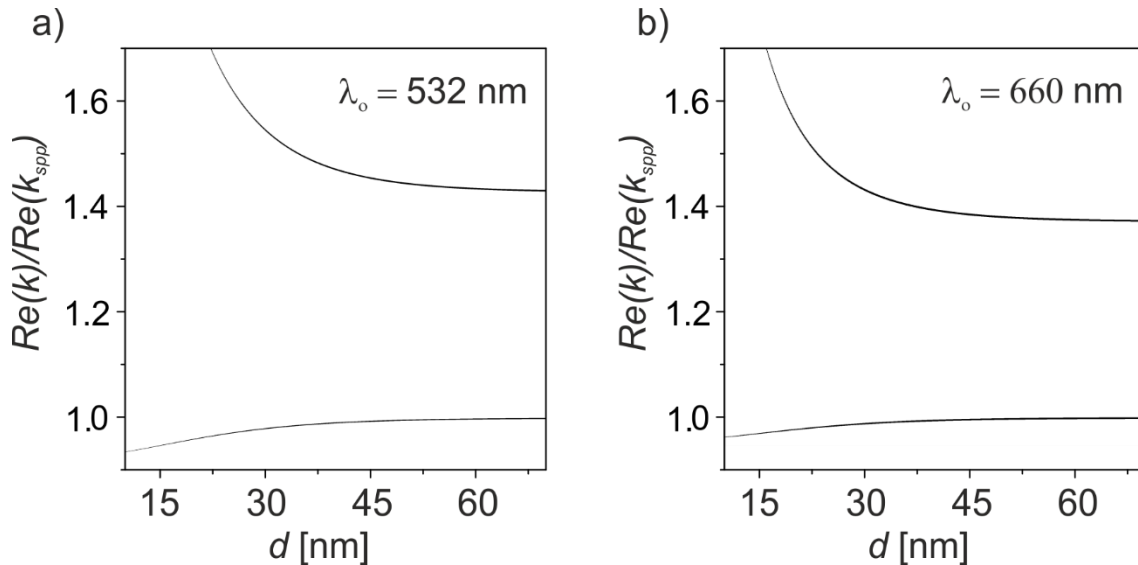 a)
λₒ = 532 nm
Re(k)/Re(kₛₚₚ)
1.6
1.4
1.2
1.0
15 30 45 60
d [nm]
b)
λₒ = 660 nm
Re(k)/Re(kₛₚₚ)
1.6
1.4
1.2
1.0
15 30 45 60
d [nm]